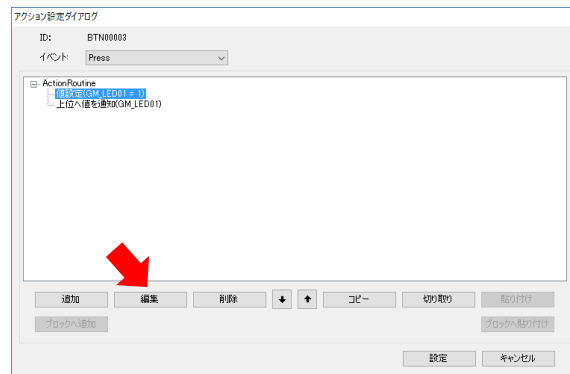 アクション設定ダイアログ
ID: BTN00003
イベント: Press
ActionRoutine
値設定(GM_LED01 = 1)
上位へ値を通知(GM_LED01)
追加 編集 削除 コピー 切り取り 貼り付け
ブロックへ追加 ブロックへ貼り付け
設定 キャンセル